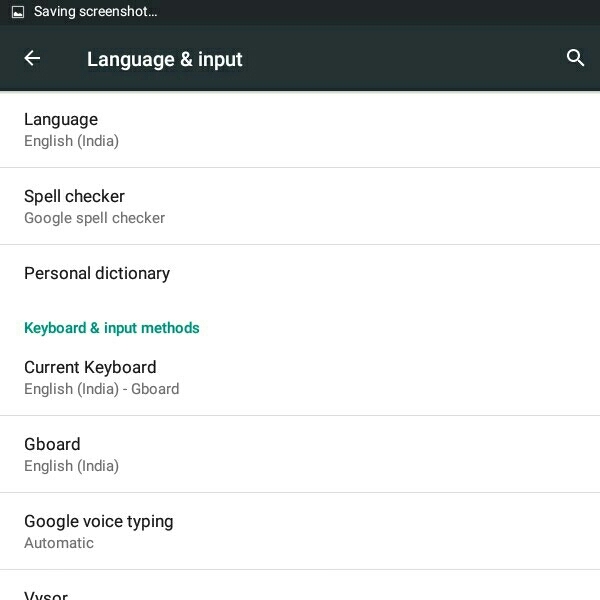 Saving screenshot...
Language & input
Language
English (India)
Spell checker
Google spell checker
Personal dictionary
Keyboard & input methods
Current Keyboard
English (India) - Gboard
Gboard
English (India)
Google voice typing
Automatic
Vysor